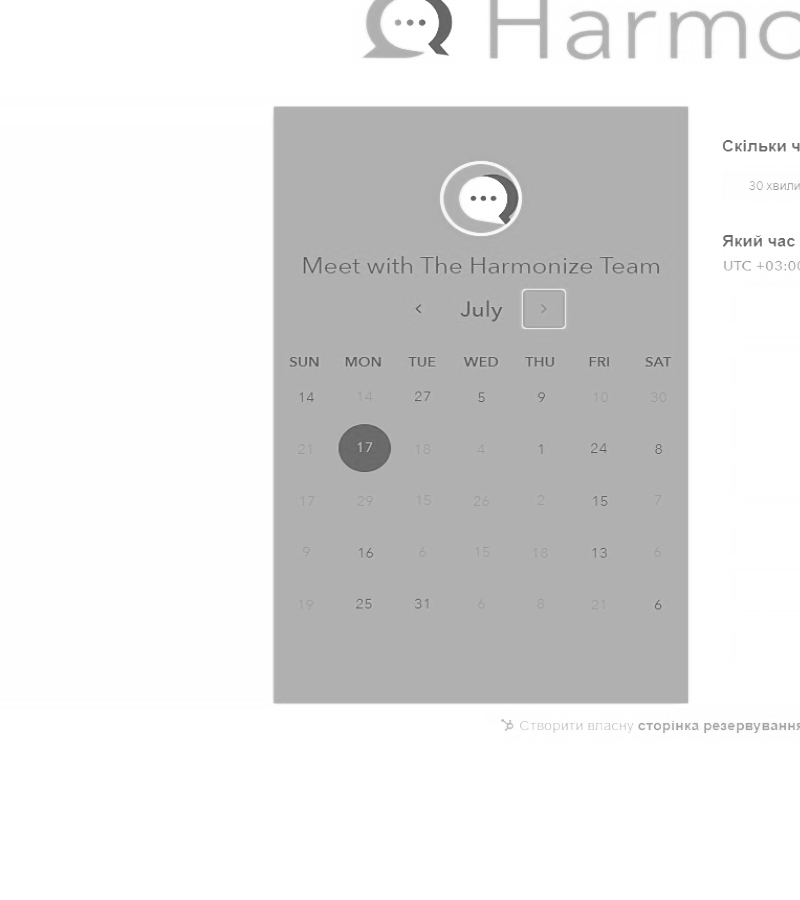 Harmo
Meet with The Harmonize Team
July
SUN MON TUE WED THU FRI SAT
14 14 27 5 9 10 30
21 17 18 4 1 24 8
17 29 15 26 2 15 7
9 16 6 15 18 13 6
19 25 31 6 8 21 6
Скільки ч
30 хвили
Який час
UTC +03:00
Створити власну сторінка резервування